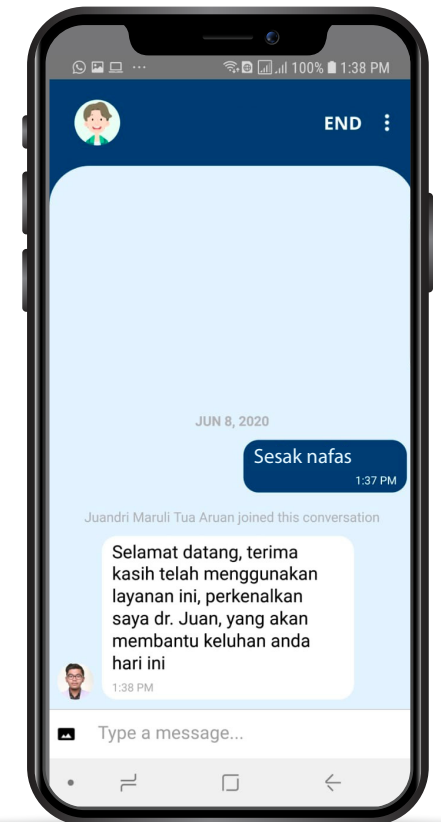 100% 1:38 PM
END
JUN 8, 2020
Sesak nafas
1:37 PM
Juandri Maruli Tua Aruan joined this conversation
Selamat datang, terima
kasih telah menggunakan
layanan ini, perkenalkan
saya dr. Juan, yang akan
membantu keluhan anda
hari ini
1:38 PM
Type a message...